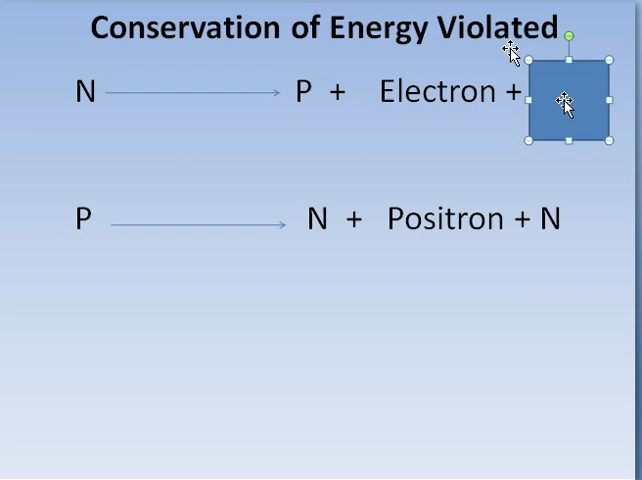 Conservation of Energy Violated
N P + Electron +
P N + Positron + N